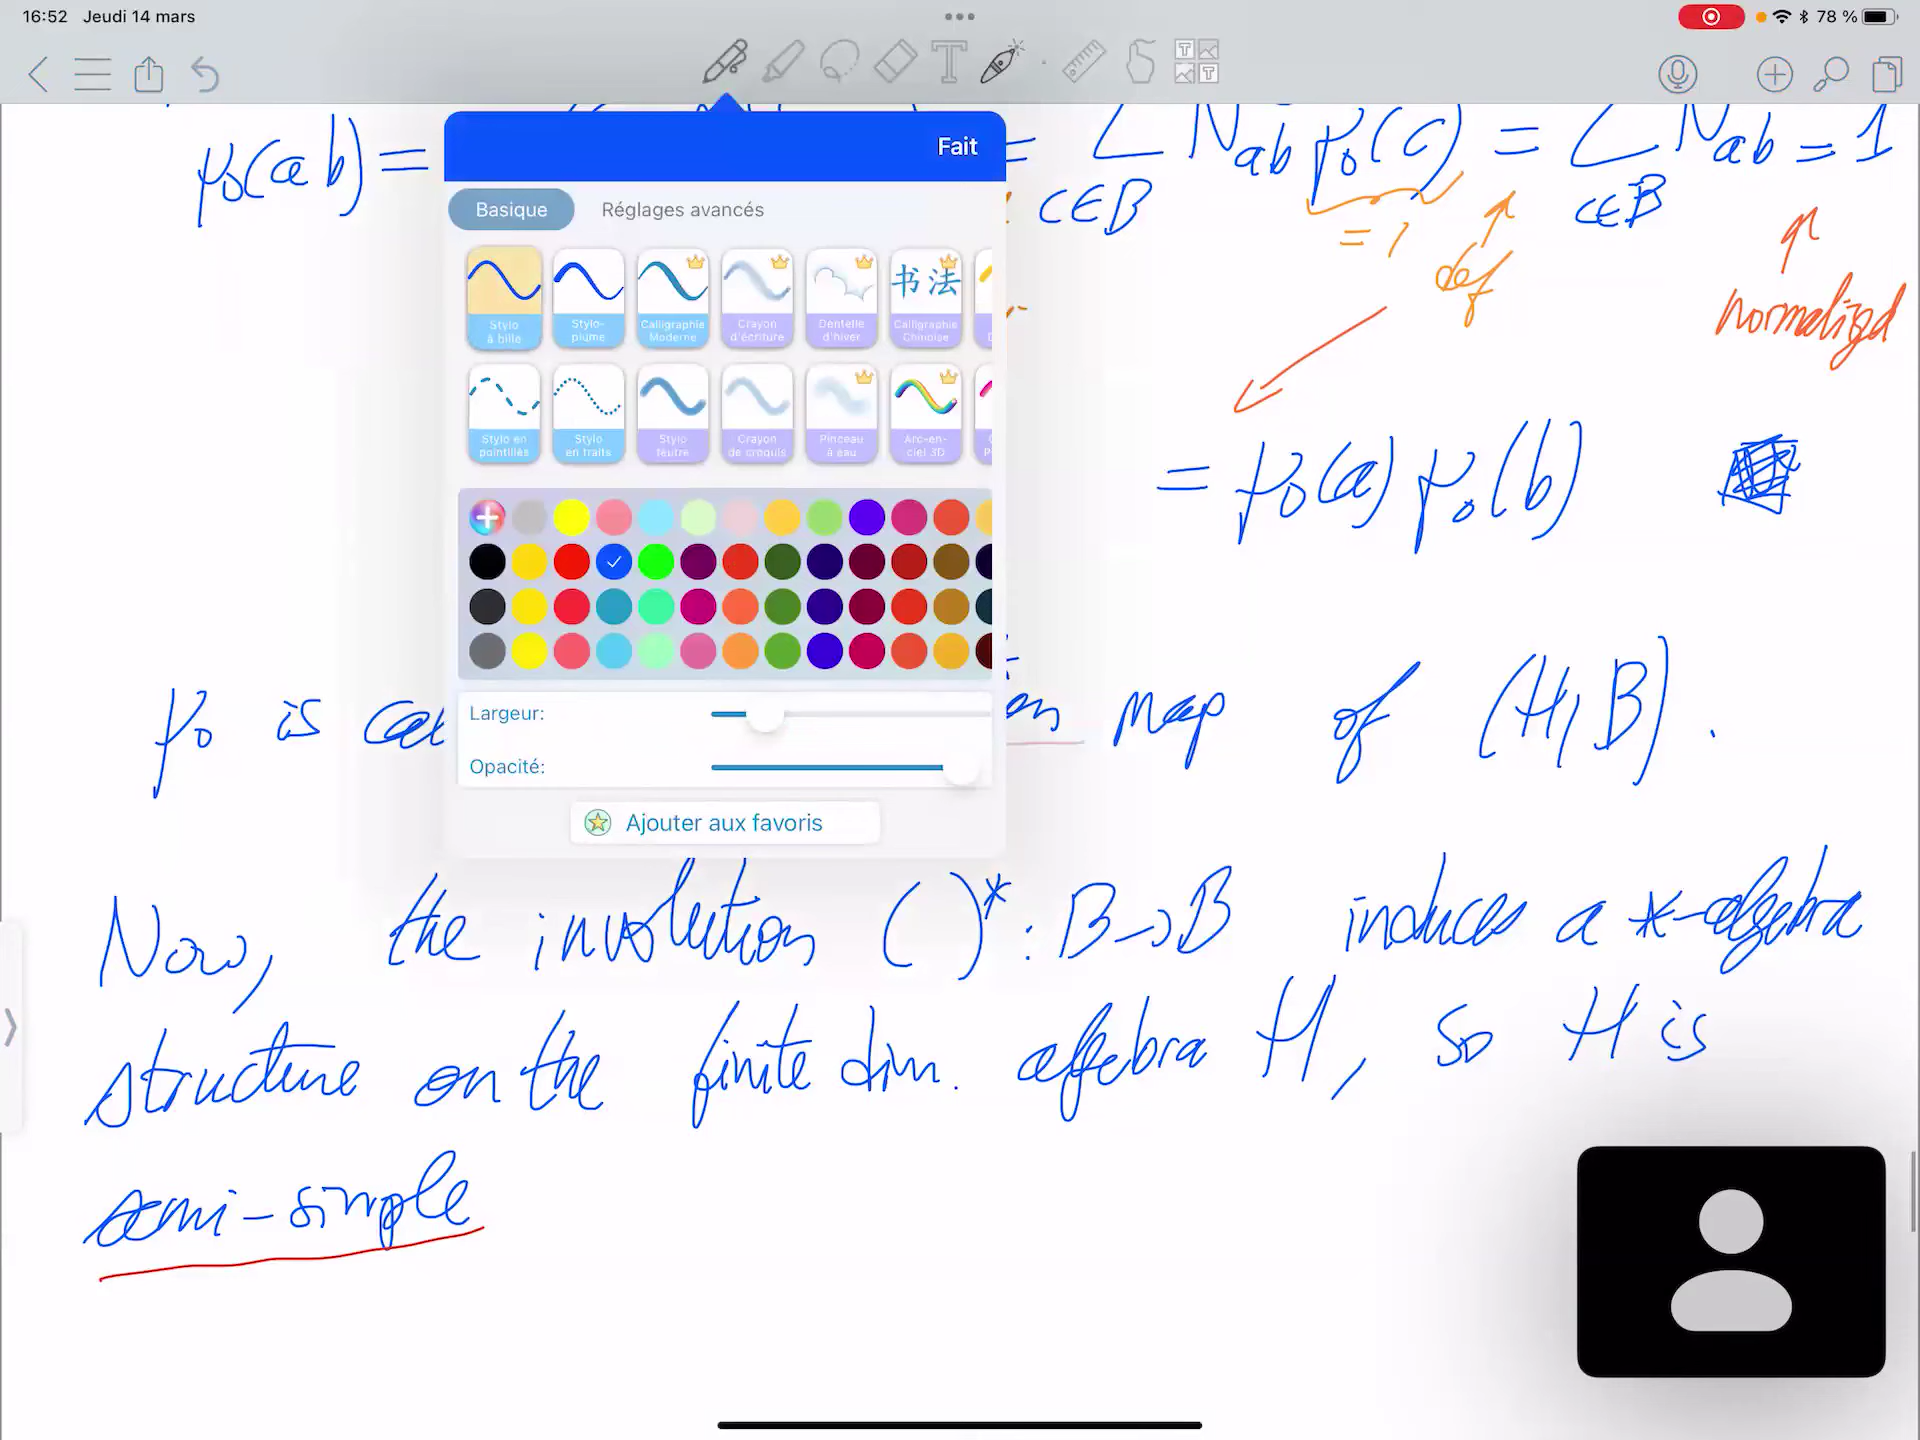 16:52 Jeudi 14 mars 78 %
Fait
Basique Réglages avancés
Stylo à bille Stylo-plume Calligraphie Moderne Crayon d'écriture Dentelle d'hiver 书法 Calligraphie Chinoise
Stylo en pointillés Stylo en traits Stylo feutre Crayon de croquis Pinceau à eau Arc-en-ciel 3D
Largeur:
Opacité:
Ajouter aux favoris
μ₀(ab) = = Σ N_ab μ₀(c) = Σ N_ab = 1
c∈B c∈B
= 1 def normalized
= μ₀(a) μ₀(b)
μ₀ is map of (H, B).
Now, the involution ( )* : B → B induces a *-algebra
structure on the finite dim. algebra H, so H is
semi-simple